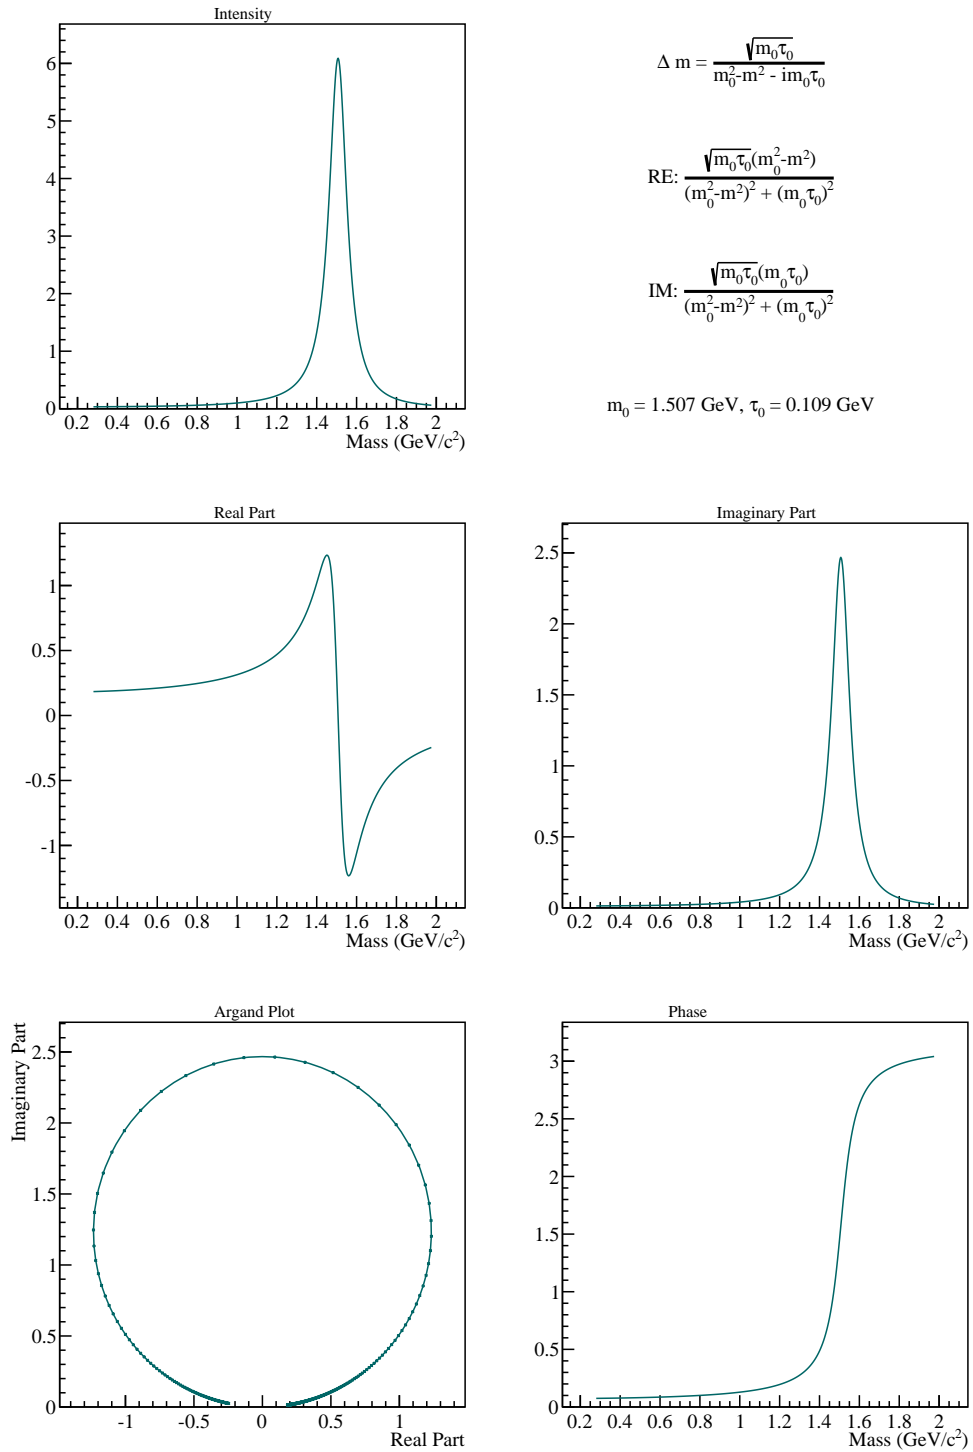 Intensity
6
5
4
3
2
1
0
0.2 0.4 0.6 0.8 1 1.2 1.4 1.6 1.8 2
Mass (GeV/c²)
Δ m = √m₀τ₀ / m₀²-m² - im₀τ₀
RE: √m₀τ₀(m₀²-m²) / (m₀²-m²)² + (m₀τ₀)²
IM: √m₀τ₀(m₀τ₀) / (m₀²-m²)² + (m₀τ₀)²
m₀ = 1.507 GeV, τ₀ = 0.109 GeV
Real Part
1
0.5
0
-0.5
-1
0.2 0.4 0.6 0.8 1 1.2 1.4 1.6 1.8 2
Mass (GeV/c²)
Imaginary Part
2.5
2
1.5
1
0.5
0
0.2 0.4 0.6 0.8 1 1.2 1.4 1.6 1.8 2
Mass (GeV/c²)
Argand Plot
Imaginary Part
2.5
2
1.5
1
0.5
0
-1 -0.5 0 0.5 1
Real Part
Phase
3
2.5
2
1.5
1
0.5
0
0.2 0.4 0.6 0.8 1 1.2 1.4 1.6 1.8 2
Mass (GeV/c²)